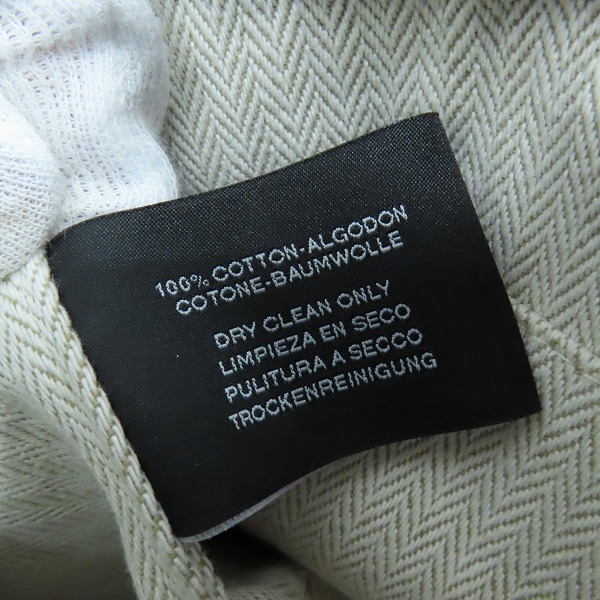 100% COTTON-ALGODON
COTONE-BAUMWOLLE
DRY CLEAN ONLY
LIMPIEZA EN SECO
PULITURA A SECCO
TROCKENREINIGUNG